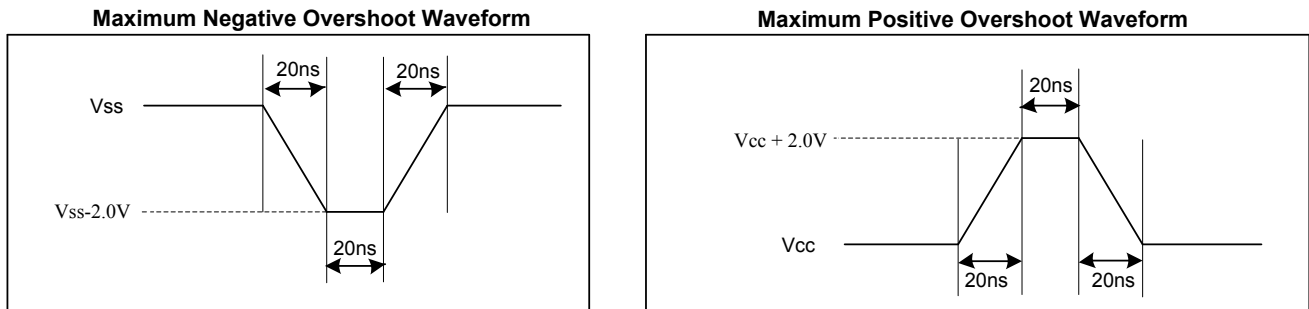 Maximum Negative Overshoot Waveform
20ns
20ns
Vss
Vss-2.0V
20ns
Maximum Positive Overshoot Waveform
20ns
Vcc + 2.0V
Vcc
20ns
20ns